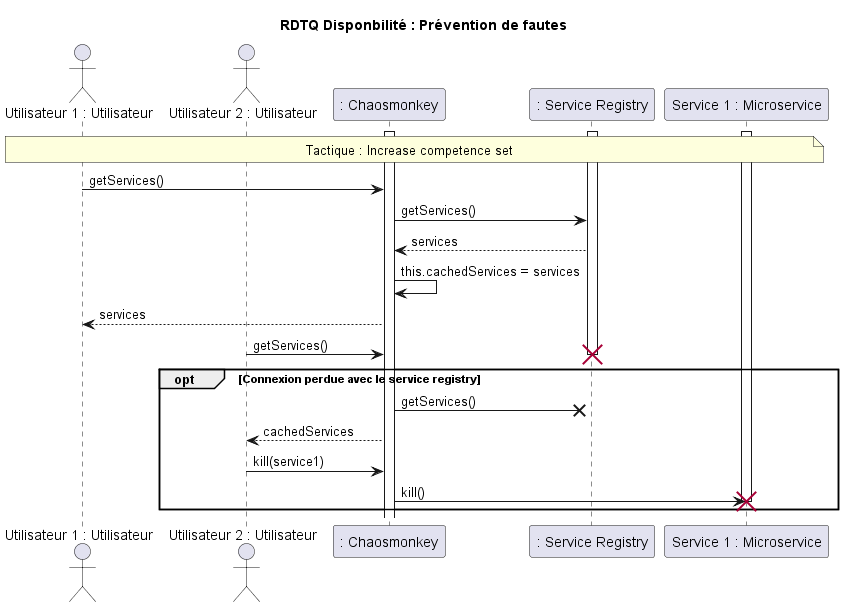 RDTQ Disponbilité : Prévention de fautes
Utilisateur 1 : Utilisateur
Utilisateur 2 : Utilisateur
: Chaosmonkey
: Service Registry
Service 1 : Microservice
Tactique : Increase competence set
getServices()
getServices()
services
this.cachedServices = services
services
getServices()
opt
[Connexion perdue avec le service registry]
getServices()
cachedServices
kill(service1)
kill()
Utilisateur 1 : Utilisateur
Utilisateur 2 : Utilisateur
: Chaosmonkey
: Service Registry
Service 1 : Microservice